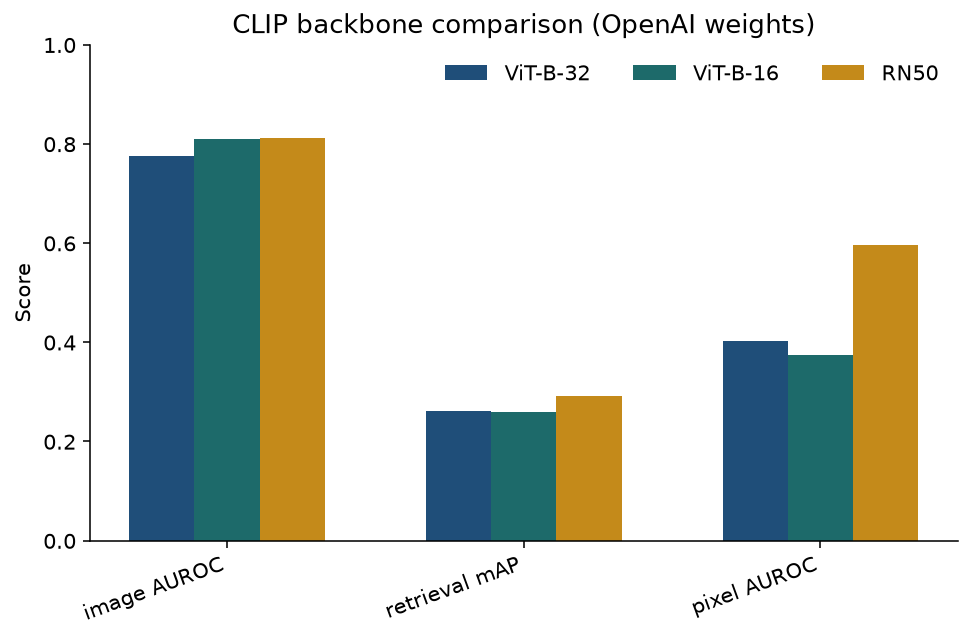 CLIP backbone comparison (OpenAI weights)
ViT-B-32 ViT-B-16 RN50
1.0
0.8
0.6
0.4
0.2
0.0
Score
image AUROC retrieval mAP pixel AUROC